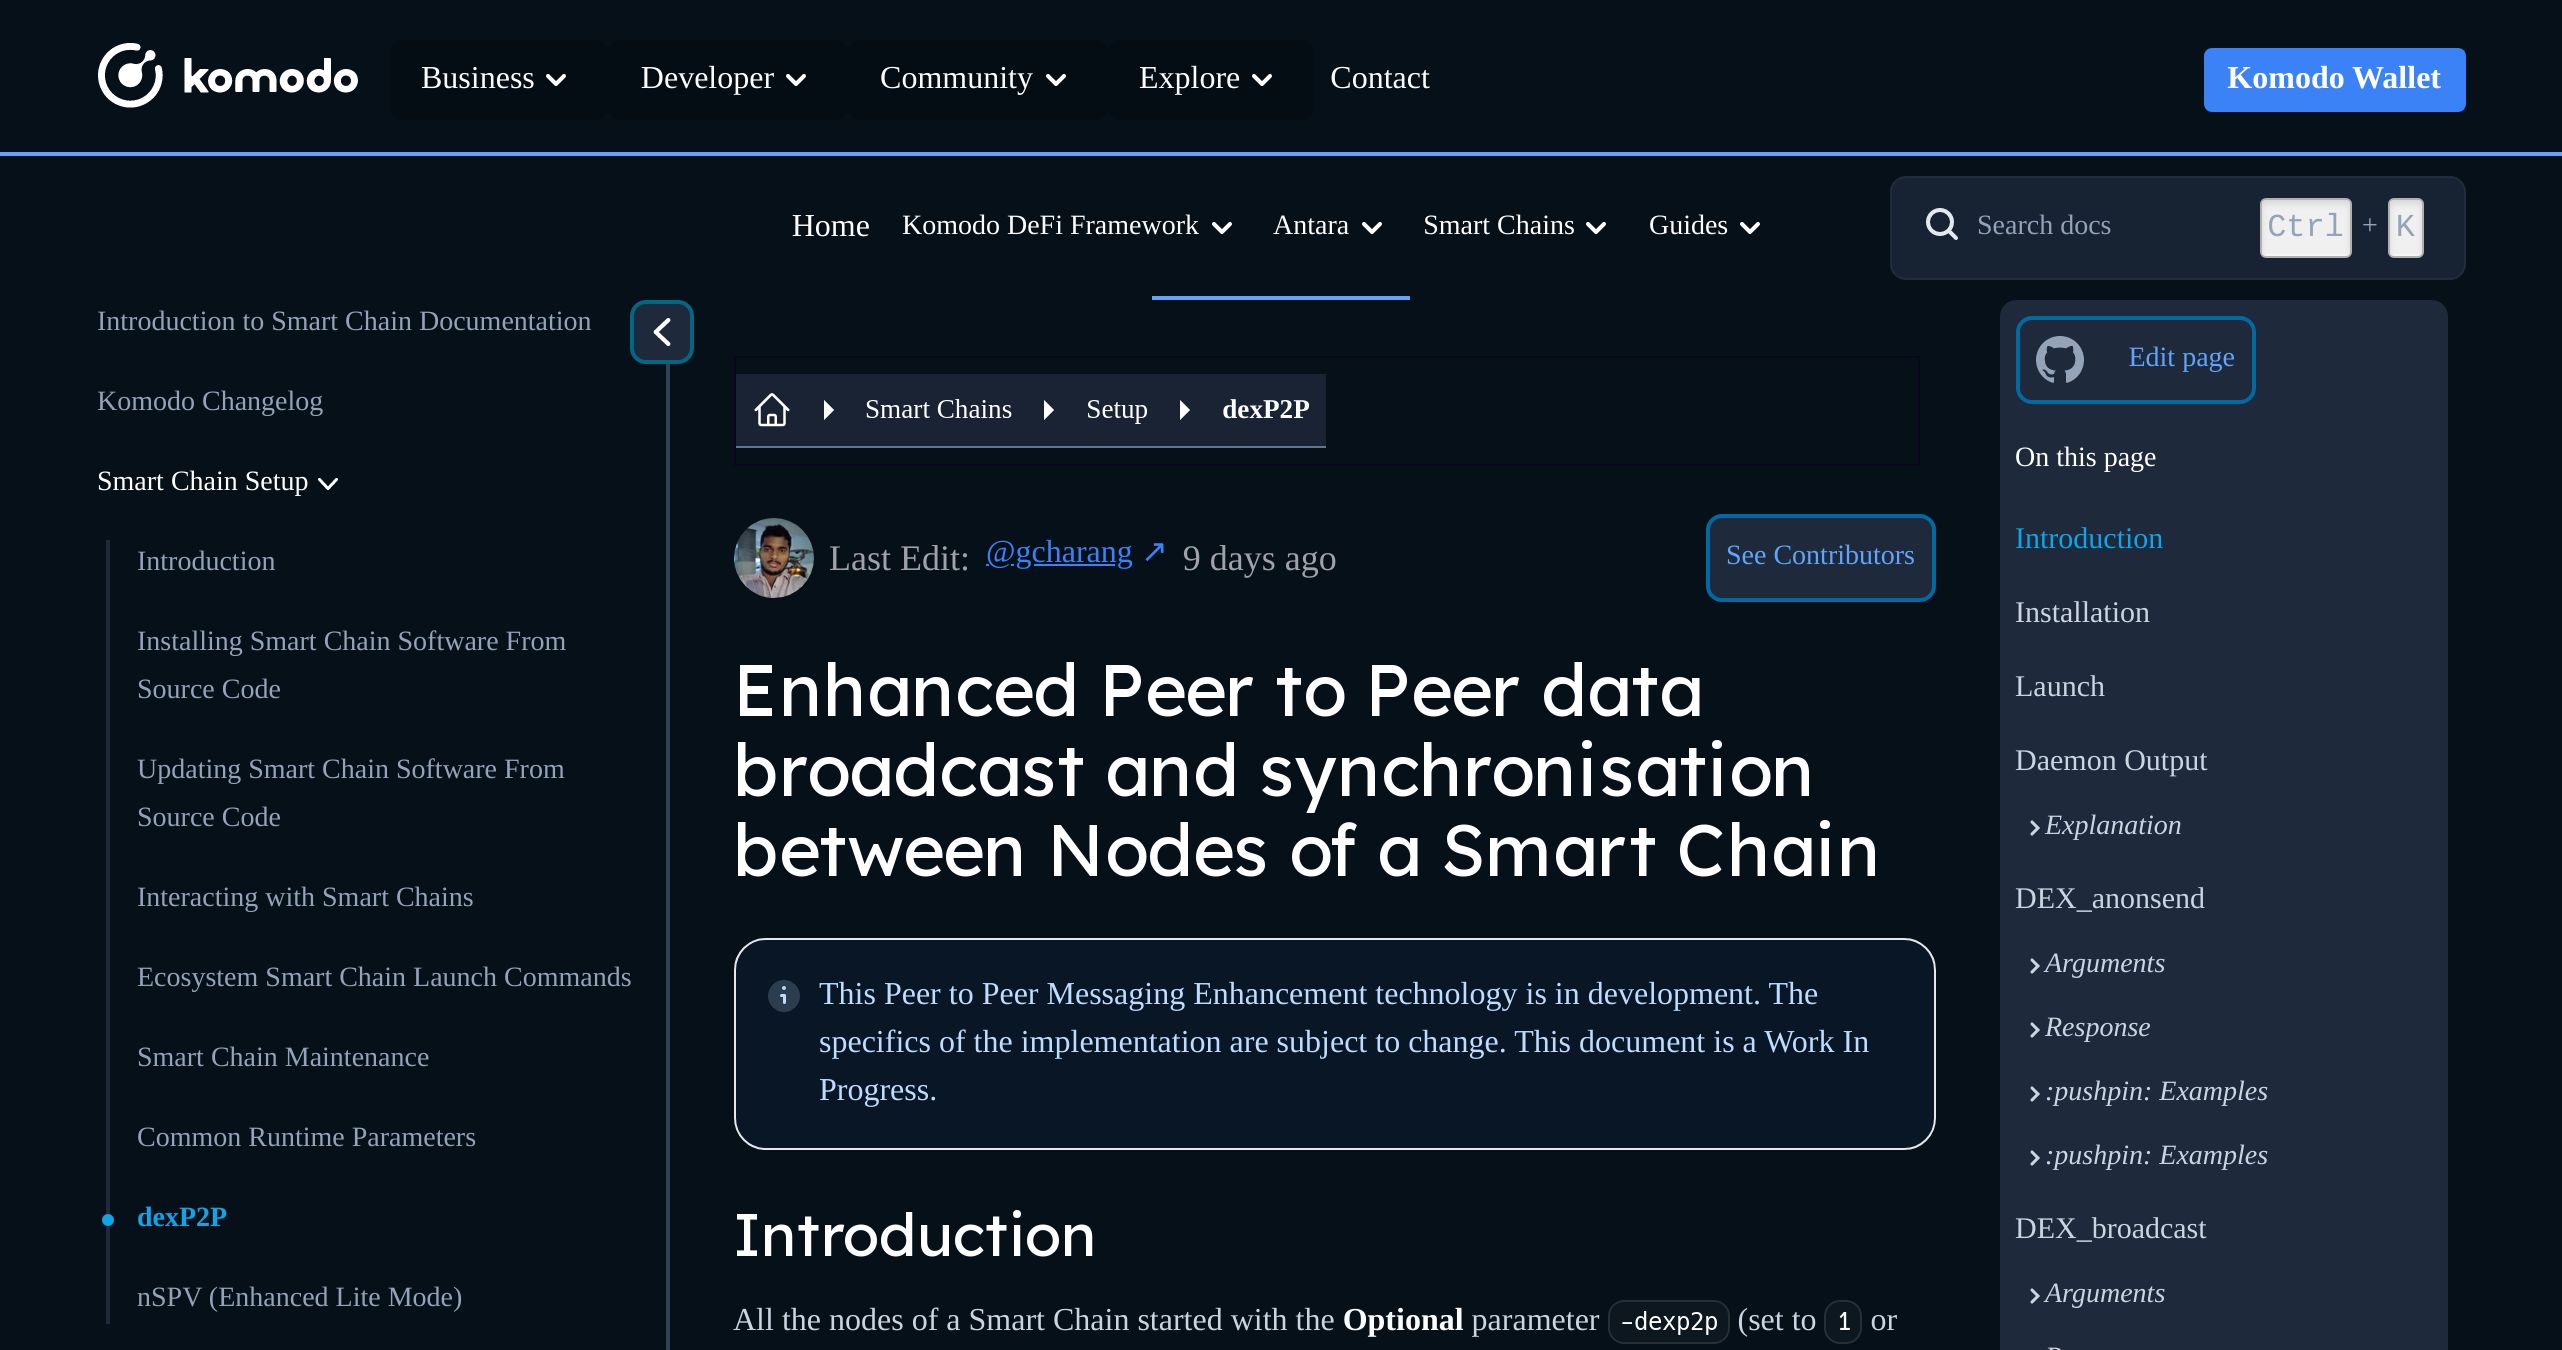 komodo
Business
Developer
Community
Explore
Contact
Komodo Wallet
Home
Komodo DeFi Framework
Antara
Smart Chains
Guides
Search docs
Ctrl + K
Introduction to Smart Chain Documentation
Komodo Changelog
Smart Chain Setup
Introduction
Installing Smart Chain Software From
Source Code
Updating Smart Chain Software From
Source Code
Interacting with Smart Chains
Ecosystem Smart Chain Launch Commands
Smart Chain Maintenance
Common Runtime Parameters
dexP2P
nSPV (Enhanced Lite Mode)
Smart Chains
Setup
dexP2P
Last Edit: @gcharang ↗ 9 days ago
See Contributors
Enhanced Peer to Peer data
broadcast and synchronisation
between Nodes of a Smart Chain
This Peer to Peer Messaging Enhancement technology is in development. The
specifics of the implementation are subject to change. This document is a Work In
Progress.
Introduction
All the nodes of a Smart Chain started with the Optional parameter -dexp2p (set to 1 or
Edit page
On this page
Introduction
Installation
Launch
Daemon Output
Explanation
DEX_anonsend
Arguments
Response
:pushpin: Examples
:pushpin: Examples
DEX_broadcast
Arguments